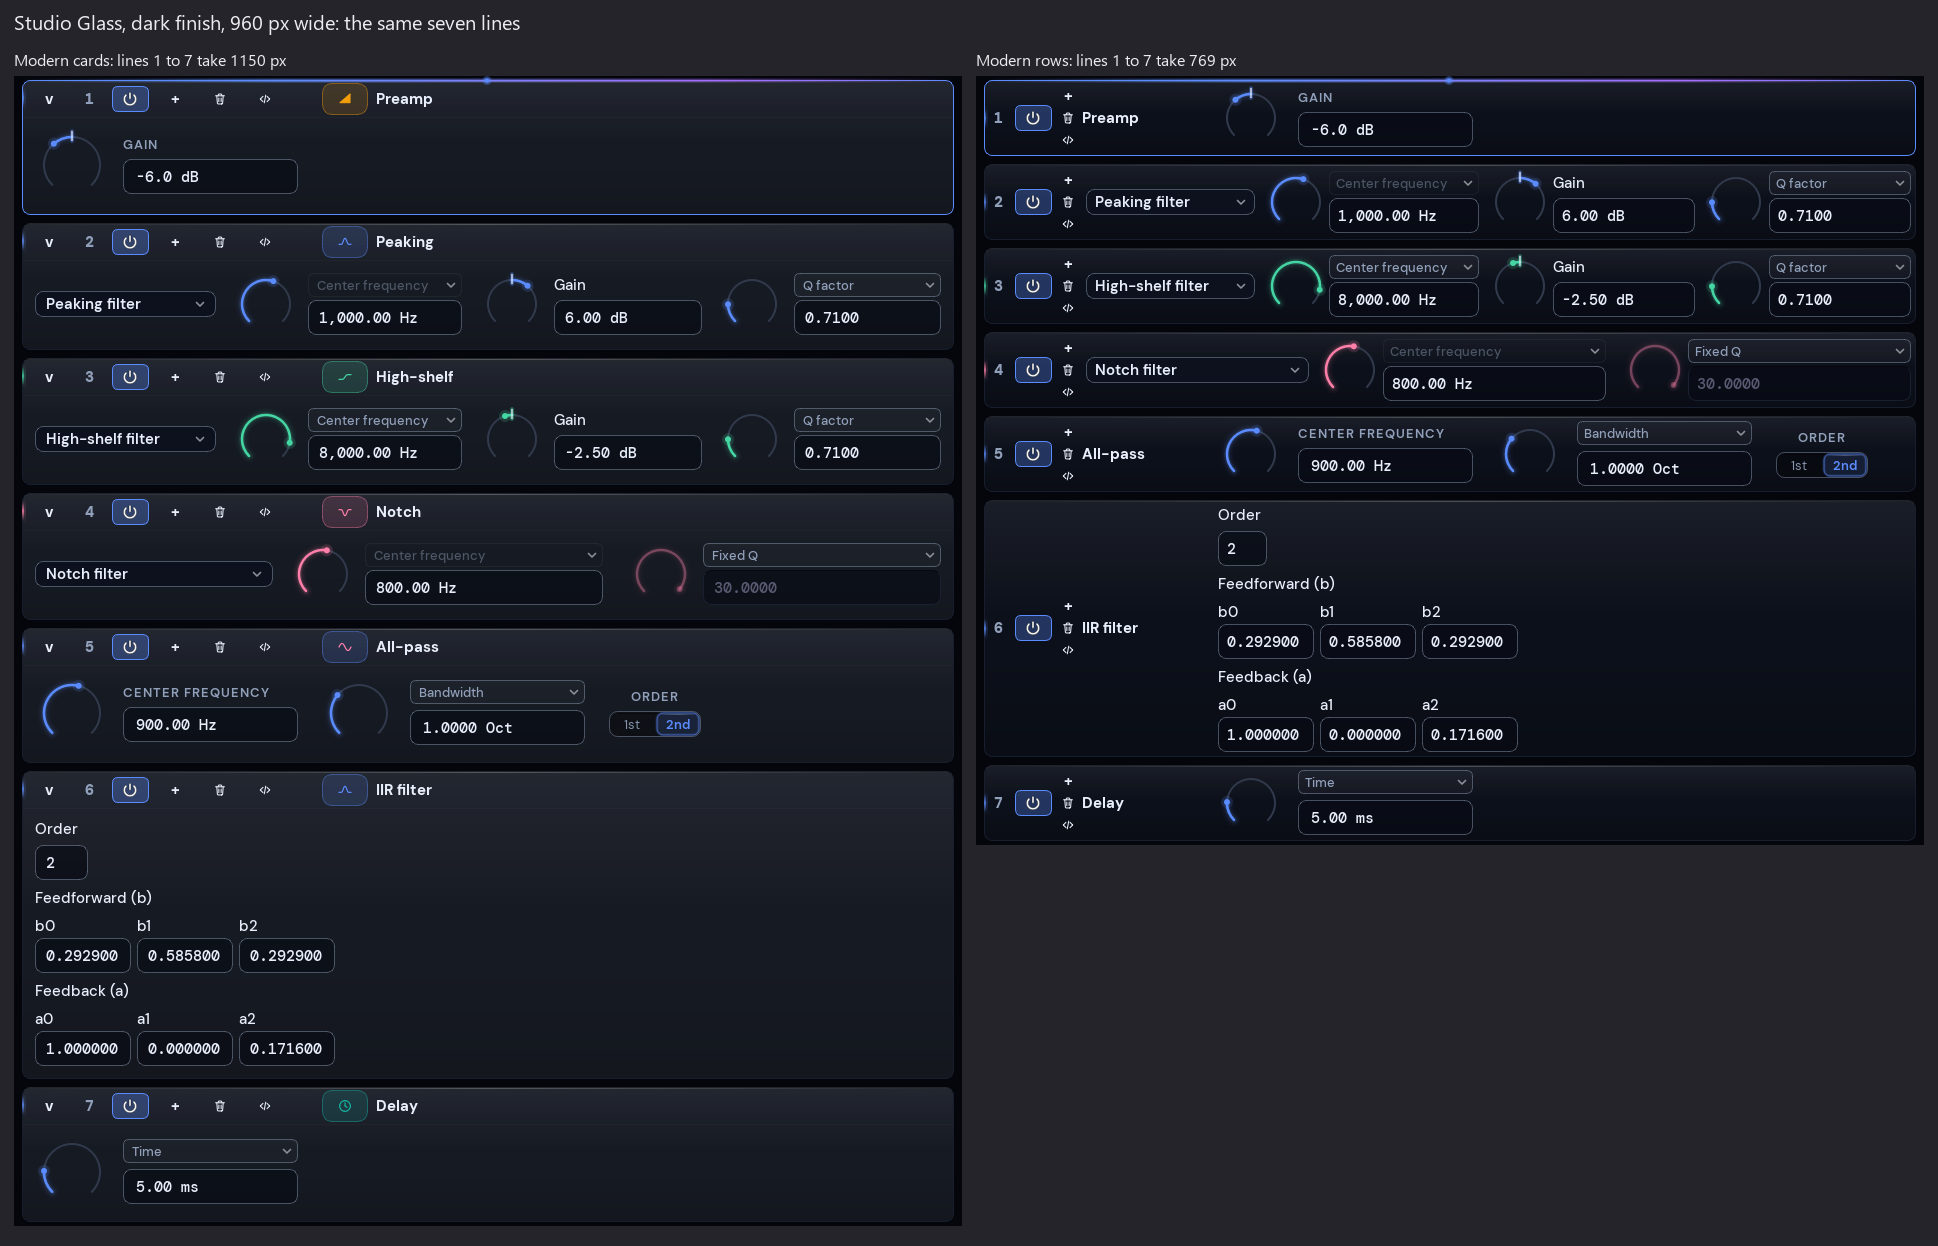 Studio Glass, dark finish, 960 px wide: the same seven lines
Modern cards: lines 1 to 7 take 1150 px
v 1 + </> Preamp
GAIN
-6.0 dB
v 2 + </> Peaking
Peaking filter
Center frequency
1,000.00 Hz
Gain
6.00 dB
Q factor
0.7100
v 3 + </> High-shelf
High-shelf filter
Center frequency
8,000.00 Hz
Gain
-2.50 dB
Q factor
0.7100
v 4 + </> Notch
Notch filter
Center frequency
800.00 Hz
Fixed Q
30.0000
v 5 + </> All-pass
CENTER FREQUENCY
900.00 Hz
Bandwidth
1.0000 Oct
ORDER
1st 2nd
v 6 + </> IIR filter
Order
2
Feedforward (b)
b0 b1 b2
0.292900 0.585800 0.292900
Feedback (a)
a0 a1 a2
1.000000 0.000000 0.171600
v 7 + </> Delay
Time
5.00 ms
Modern rows: lines 1 to 7 take 769 px
+
1 Preamp
</>
GAIN
-6.0 dB
+
2 Peaking filter
</>
Center frequency
1,000.00 Hz
Gain
6.00 dB
Q factor
0.7100
+
3 High-shelf filter
</>
Center frequency
8,000.00 Hz
Gain
-2.50 dB
Q factor
0.7100
+
4 Notch filter
</>
Center frequency
800.00 Hz
Fixed Q
30.0000
+
5 All-pass
</>
CENTER FREQUENCY
900.00 Hz
Bandwidth
1.0000 Oct
ORDER
1st 2nd
+
6 IIR filter
</>
Order
2
Feedforward (b)
b0 b1 b2
0.292900 0.585800 0.292900
Feedback (a)
a0 a1 a2
1.000000 0.000000 0.171600
+
7 Delay
</>
Time
5.00 ms